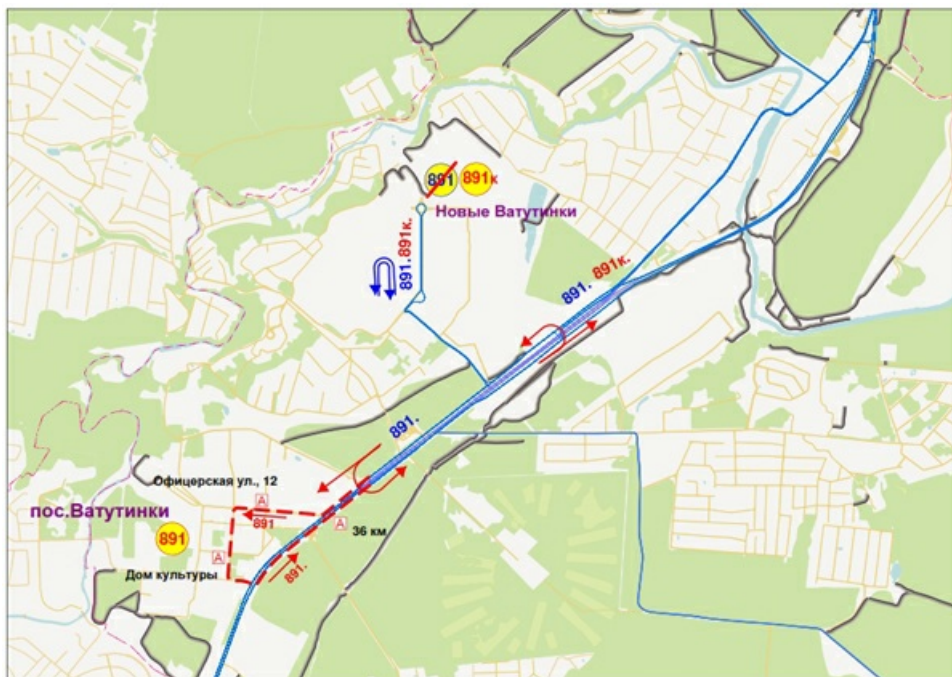 891
891к
Новые Ватутинки
891. 891к.
891. 891к.
891.
Офицерская ул., 12
А
891
пос.Ватутинки
А
36 км
891
А
891.
Дом культуры